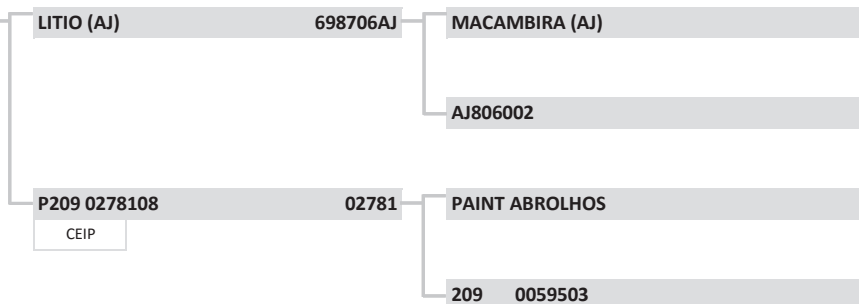 LITIO (AJ) 698706AJ
MACAMBIRA (AJ)
AJ806002
P209 0278108 02781
CEIP
PAINT ABROLHOS
209 0059503